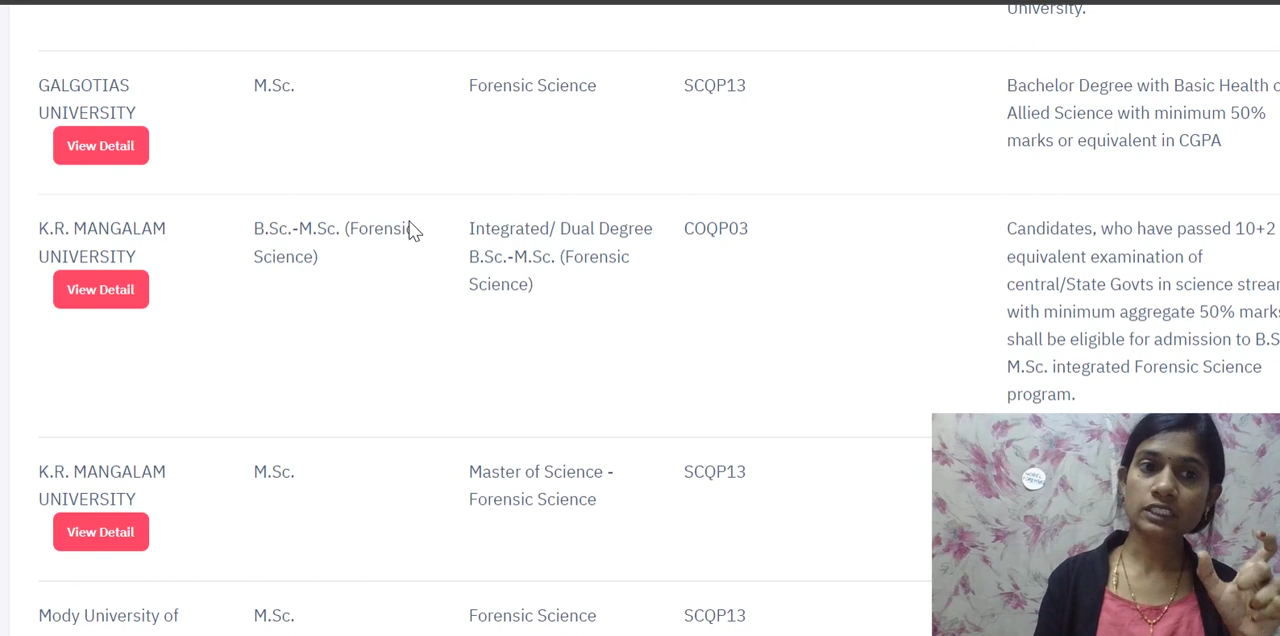 University.
GALGOTIAS
UNIVERSITY
View Detail
M.Sc.
Forensic Science
SCQP13
Bachelor Degree with Basic Health
Allied Science with minimum 50%
marks or equivalent in CGPA
K.R. MANGALAM
UNIVERSITY
View Detail
B.Sc.-M.Sc. (Forensic
Science)
Integrated/ Dual Degree
B.Sc.-M.Sc. (Forensic
Science)
COQP03
Candidates, who have passed 10+2
equivalent examination of
central/State Govts in science
with minimum aggregate 50% marks
shall be eligible for admission to
M.Sc. integrated Forensic Science
program.
K.R. MANGALAM
UNIVERSITY
View Detail
M.Sc.
Master of Science -
Forensic Science
SCQP13
Mody University of
M.Sc.
Forensic Science
SCQP13